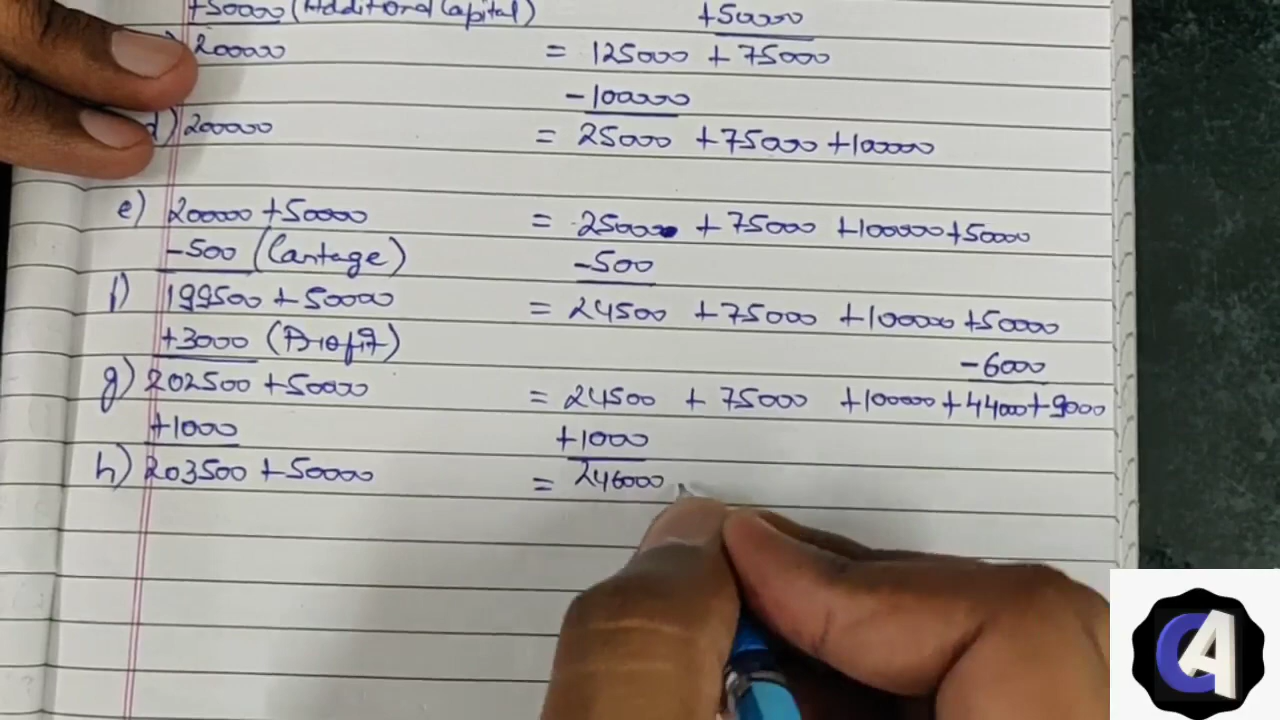 +50000 (Additional Capital) +50000
200000 = 125000 + 75000
-100000
d) 200000 = 25000 + 75000 + 100000
e) 200000 + 50000 = 25000 + 75000 + 100000 + 50000
-500 (Cartage) -500
f) 199500 + 50000 = 24500 + 75000 + 100000 + 50000
+3000 (Profit) -6000
g) 202500 + 50000 = 24500 + 75000 + 100000 + 44000 + 9000
+1000 +1000
h) 203500 + 50000 = 246000
CA